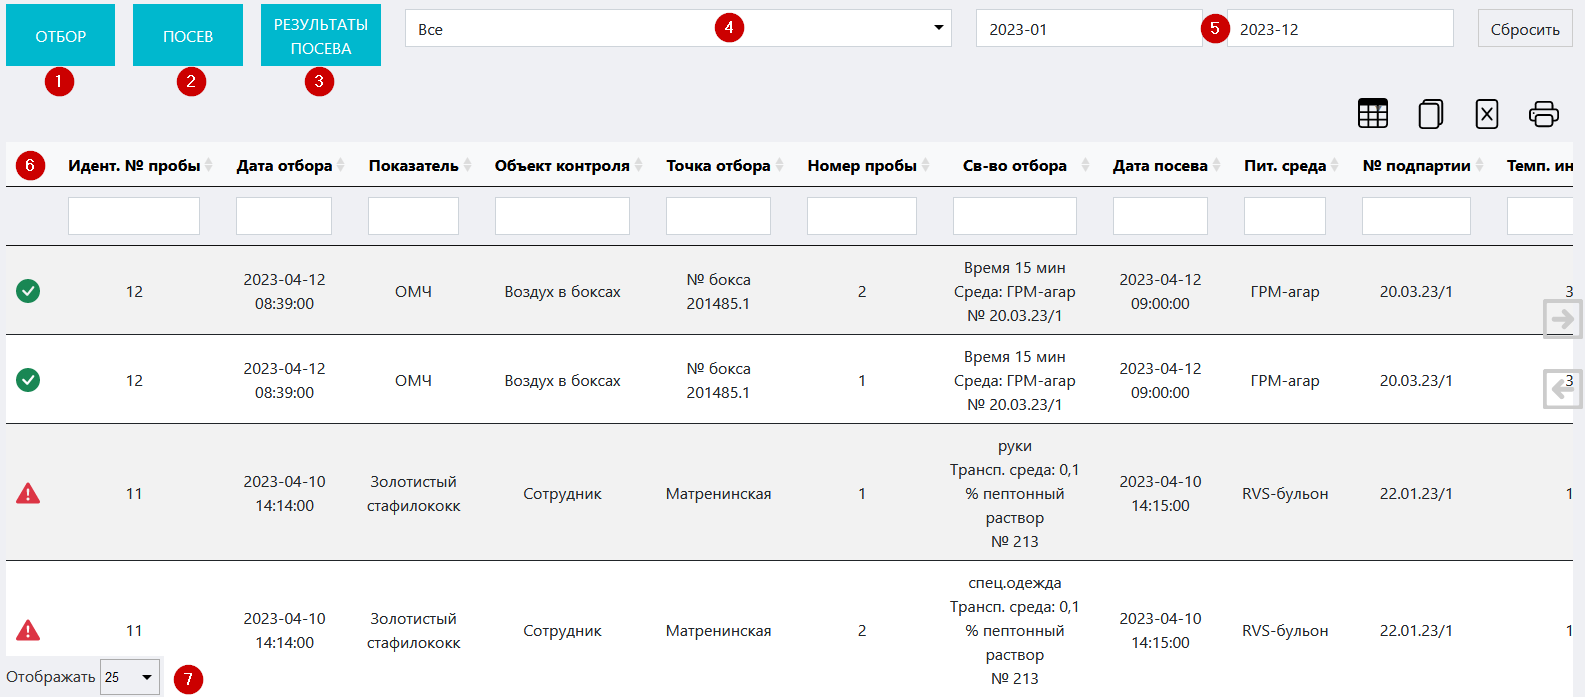 ОТБОР
ПОСЕВ
РЕЗУЛЬТАТЫ
ПОСЕВА
Все
4
2023-01
5
2023-12
Сбросить
1
2
3
6
Идент. № пробы
Дата отбора
Показатель
Объект контроля
Точка отбора
Номер пробы
Св-во отбора
Дата посева
Пит. среда
№ подпартии
Темп. ин
12
2023-04-12
08:39:00
ОМЧ
Воздух в боксах
№ бокса
201485.1
2
Время 15 мин
Среда: ГРМ-агар
№ 20.03.23/1
2023-04-12
09:00:00
ГРМ-агар
20.03.23/1
3
12
2023-04-12
08:39:00
ОМЧ
Воздух в боксах
№ бокса
201485.1
1
Время 15 мин
Среда: ГРМ-агар
№ 20.03.23/1
2023-04-12
09:00:00
ГРМ-агар
20.03.23/1
3
11
2023-04-10
14:14:00
Золотистый
стафилококк
Сотрудник
Матренинская
1
руки
Трансп. среда: 0,1
% пептонный
раствор
№ 213
2023-04-10
14:15:00
RVS-бульон
22.01.23/1
1
11
2023-04-10
14:14:00
Золотистый
стафилококк
Сотрудник
Матренинская
2
спец.одежда
Трансп. среда: 0,1
% пептонный
раствор
№ 213
2023-04-10
14:15:00
RVS-бульон
22.01.23/1
1
Отображать 25
7